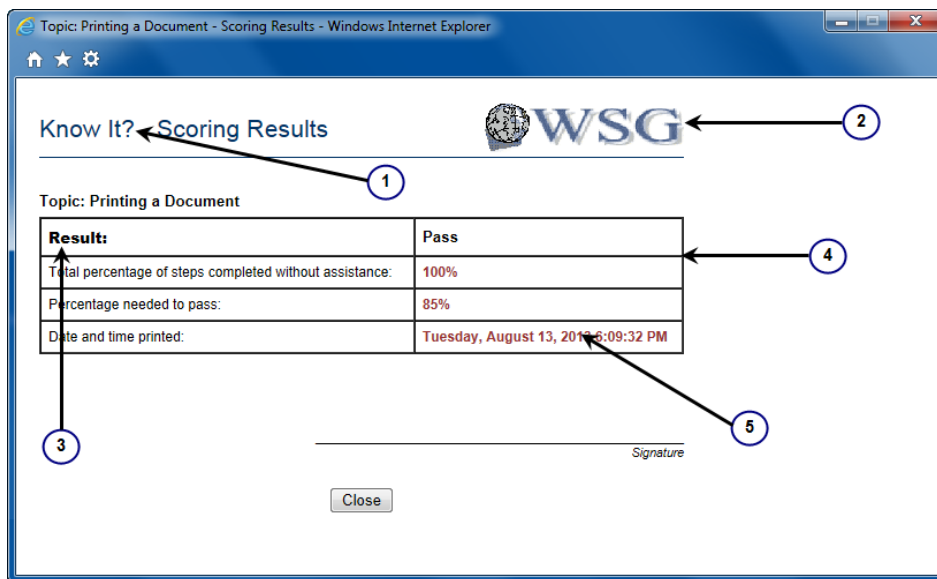 Topic: Printing a Document - Scoring Results - Windows Internet Explorer
Know It? Scoring Results
WSG
2
1
Topic: Printing a Document
Result: Pass
4
Total percentage of steps completed without assistance: 100%
Percentage needed to pass: 85%
Date and time printed: Tuesday, August 13, 6:09:32 PM
5
3
Signature
Close